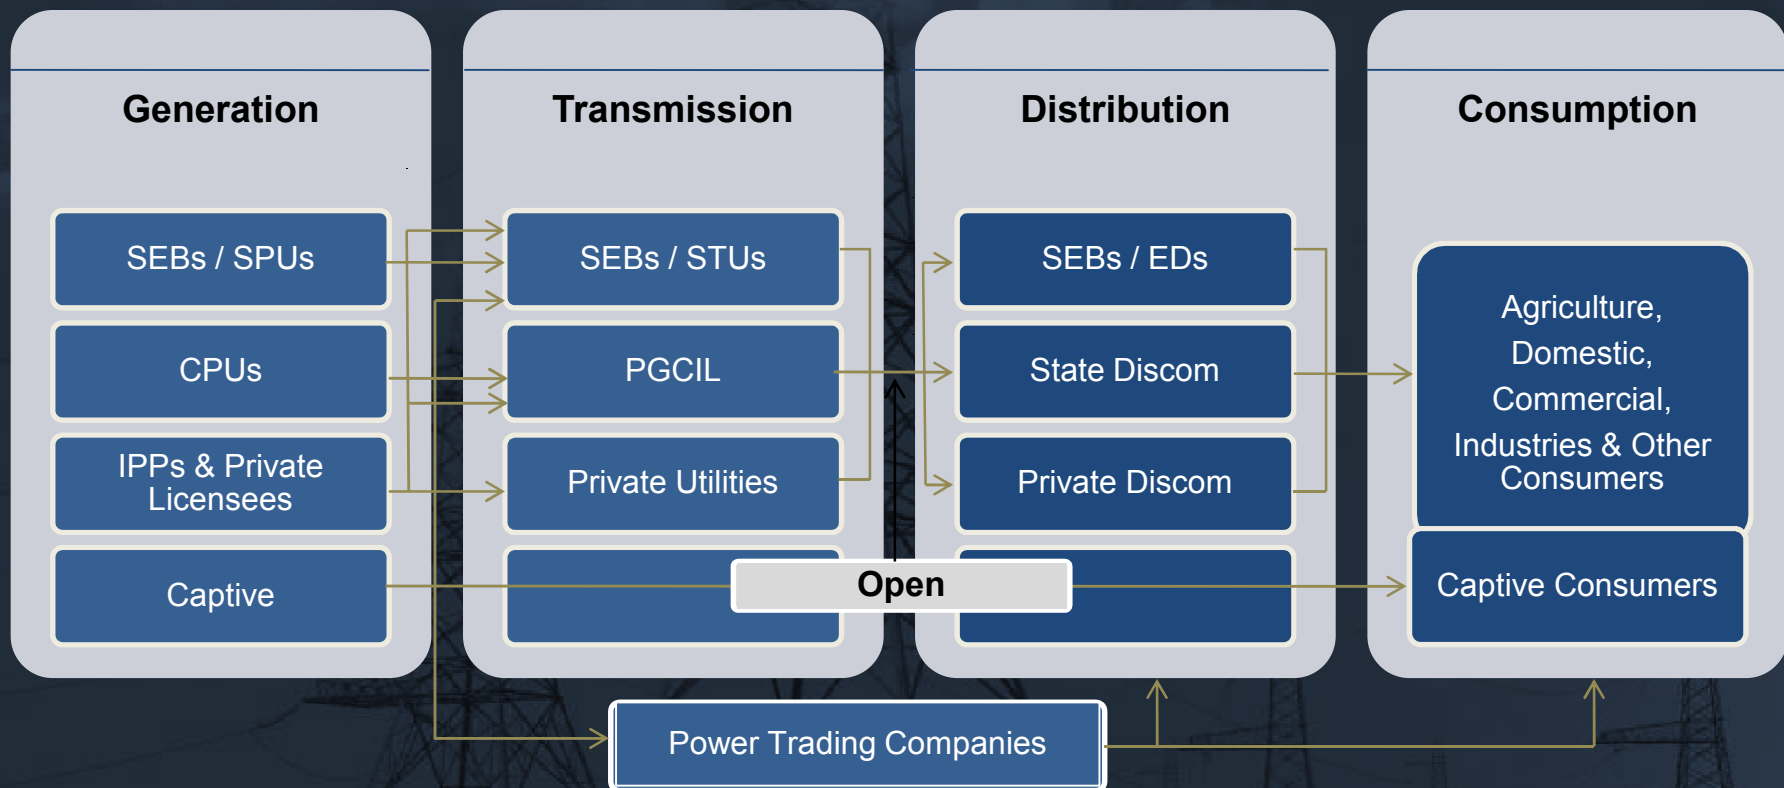 Generation
SEBs / SPUs
CPUs
IPPs & Private
Licensees
Captive
Transmission
SEBs / STUs
PGCIL
Private Utilities
Open
Distribution
SEBs / EDs
State Discom
Private Discom
Consumption
Agriculture,
Domestic,
Commercial,
Industries & Other
Consumers
Captive Consumers
Power Trading Companies